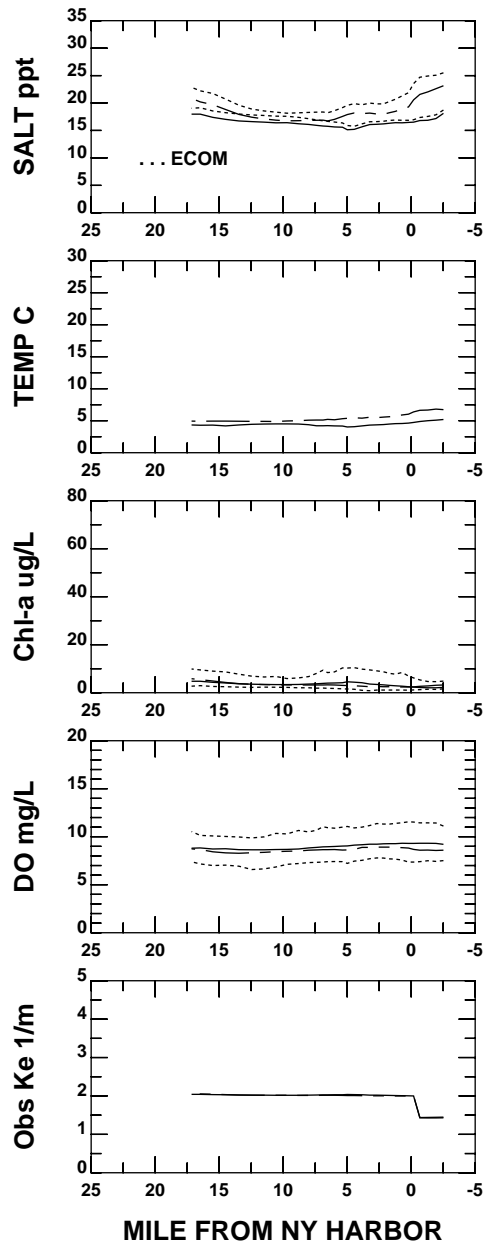 SALT ppt
35
30
25
20
15
10
5
0
. . . ECOM
25 20 15 10 5 0 -5
TEMP C
30
25
20
15
10
5
0
25 20 15 10 5 0 -5
Chl-a ug/L
80
60
40
20
0
25 20 15 10 5 0 -5
DO mg/L
20
15
10
5
0
25 20 15 10 5 0 -5
Obs Ke 1/m
5
4
3
2
1
0
25 20 15 10 5 0 -5
MILE FROM NY HARBOR